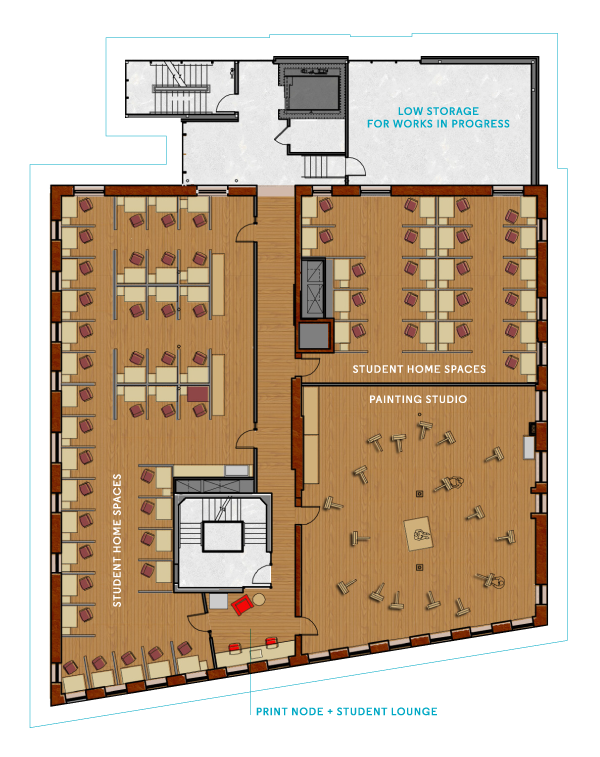 LOW STORAGE
FOR WORKS IN PROGRESS
STUDENT HOME SPACES
PAINTING STUDIO
STUDENT HOME SPACES
PRINT NODE + STUDENT LOUNGE